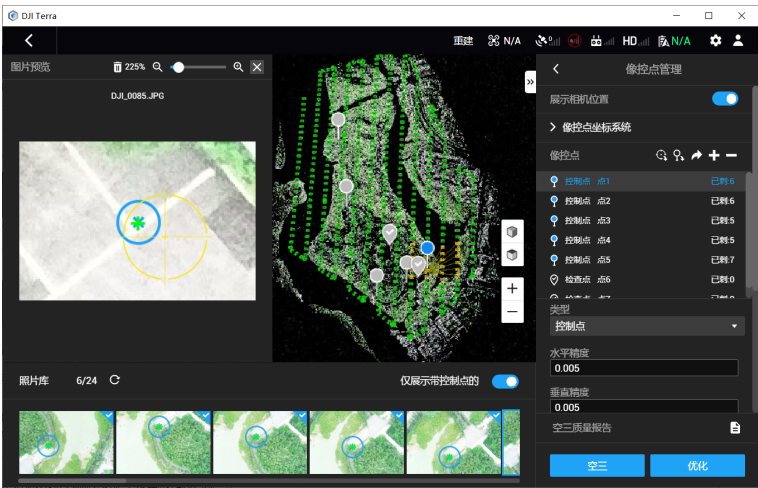 DJI Terra
重建 N/A HD N/A
图片预览 225%
像控点管理
DJI_0085.JPG
展示相机位置
像控点坐标系统
像控点
控制点 点1 已刺:6
控制点 点2 已刺:6
控制点 点3 已刺:5
控制点 点4 已刺:5
控制点 点5 已刺:7
检查点 点6 已刺:0
类型
控制点
水平精度
0.005
垂直精度
0.005
照片库 6/24 仅展示带控制点的
空三质量报告
空三 优化